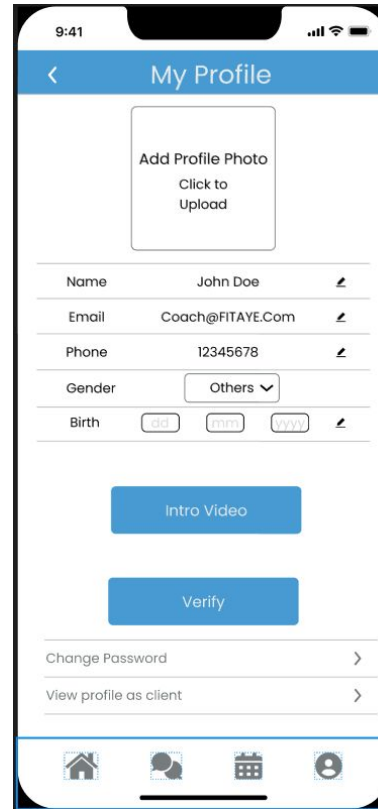 9:41
My Profile
Add Profile Photo
Click to
Upload
Name John Doe
Email Coach@FITAYE.Com
Phone 12345678
Gender Others
Birth dd mm yyyy
Intro Video
Verify
Change Password
View profile as client